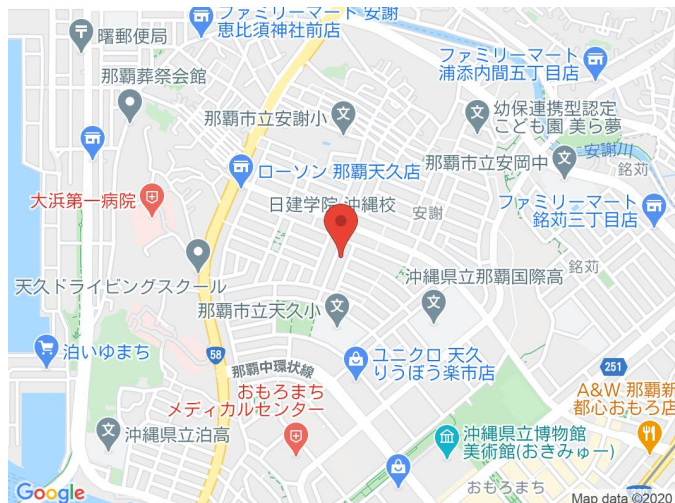 ファミリーマート 安謝
恵比須神社前店
曙郵便局
ファミリーマート
浦添内間五丁目店
那覇葬祭会館
那覇市立安謝小
幼保連携型認定
こども園 美ら夢
安謝川
ローソン 那覇天久店
那覇市立安岡中
銘苅
大浜第一病院
日建学院 沖縄校
安謝
ファミリーマート
銘苅三丁目店
天久ドライビングスクール
沖縄県立那覇国際高
銘苅
那覇市立天久小
泊いゆまち
58
那覇中環状線
ユニクロ 天久
りうぼう楽市店
251
おもろまち
メディカルセンター
A&W 那覇新
都心おもろ店
沖縄県立泊高
沖縄県立博物館
美術館(おきみゅー)
おもろまち
Google
Map data ©2020